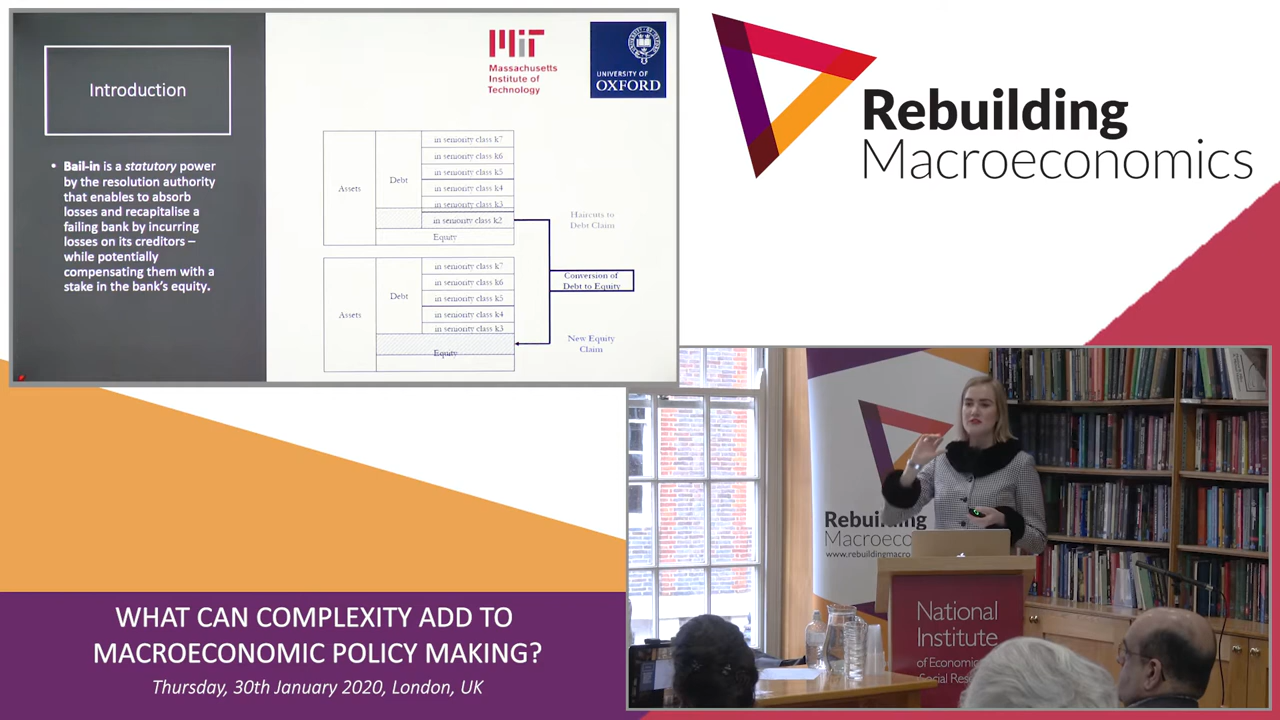 Introduction
• Bail-in is a statutory power
by the resolution authority
that enables to absorb
losses and recapitalise a
failing bank by incurring
losses on its creditors –
while potentially
compensating them with a
stake in the bank's equity.
MIT
Massachusetts
Institute of
Technology
UNIVERSITY OF
OXFORD
Assets
Debt
in seniority class k7
in seniority class k6
in seniority class k5
in seniority class k4
in seniority class k3
in seniority class k2
Equity
Haircuts to
Debt Claim
Conversion of
Debt to Equity
Assets
Debt
in seniority class k7
in seniority class k6
in seniority class k5
in seniority class k4
in seniority class k3
Equity
New Equity
Claim
Rebuilding
Macroeconomics
Rebuilding
www.rebuildingmacro
National
Institute
of Economic
Social
WHAT CAN COMPLEXITY ADD TO
MACROECONOMIC POLICY MAKING?
Thursday, 30th January 2020, London, UK